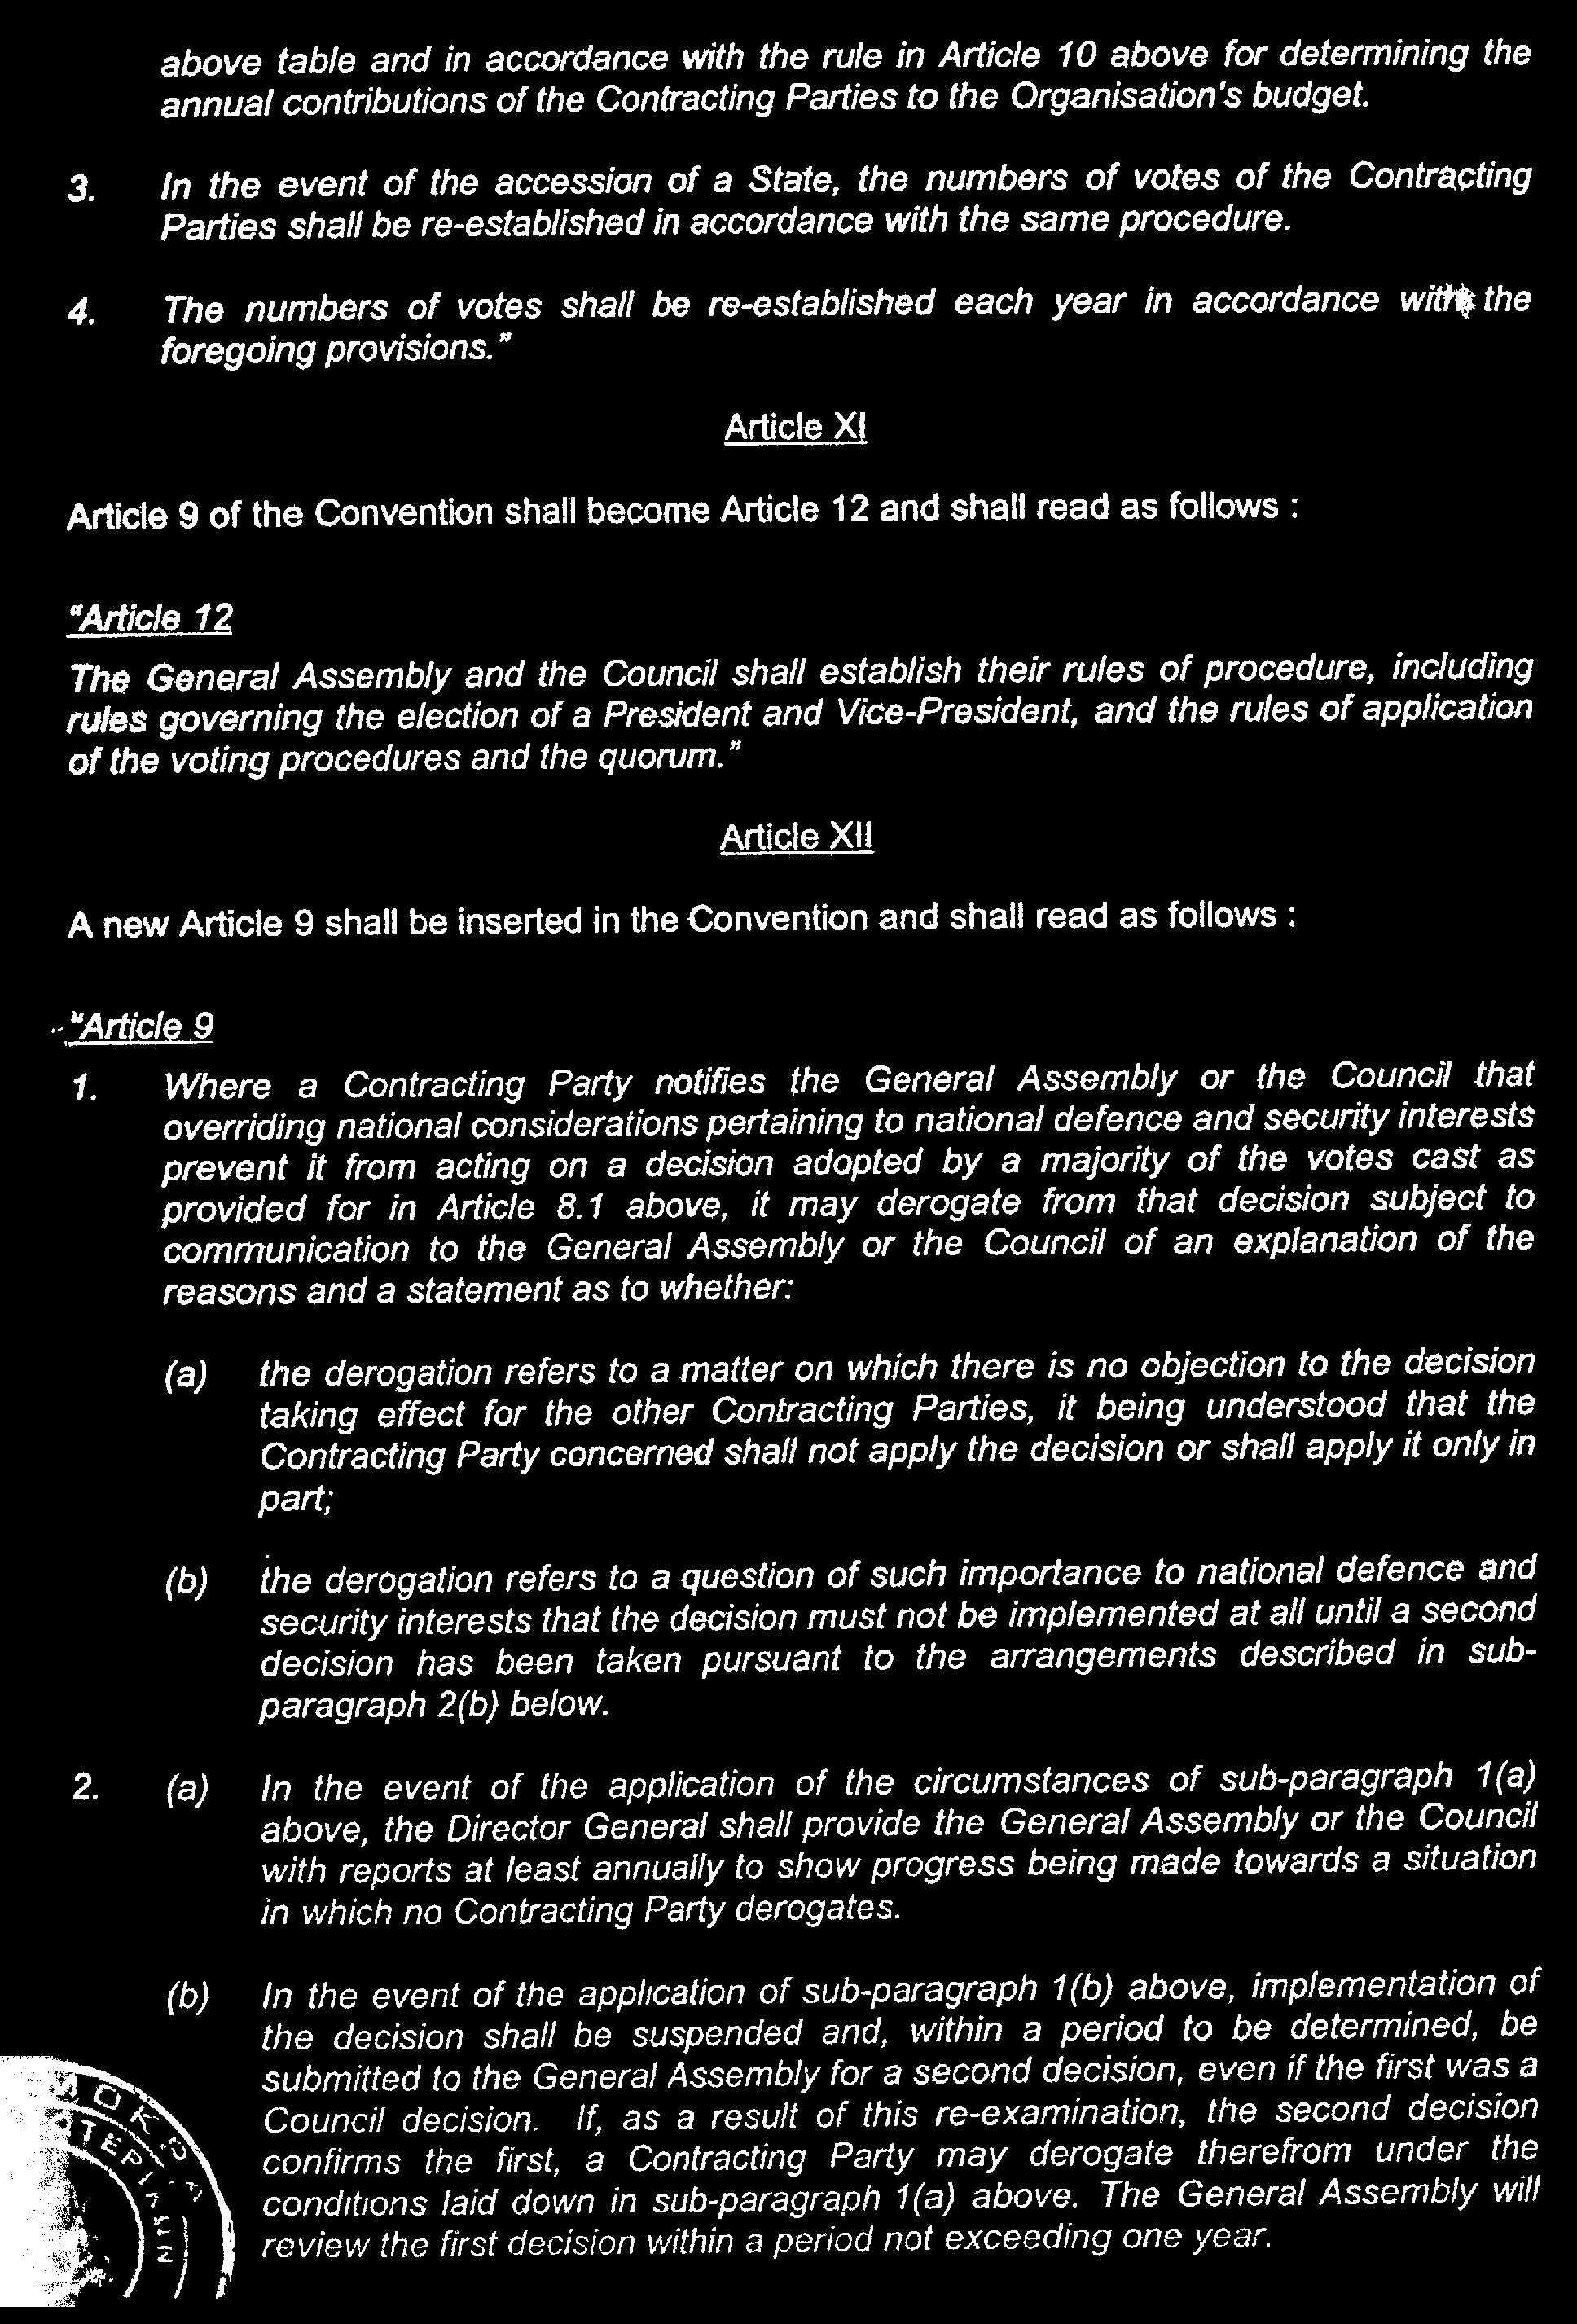 above table and in accordance with the rule in Article 10 above for determining the
annual contributions of the Contracting Parties to the Organisation's budget.
3. In the event of the accession of a State, the numbers of votes of the Contracting
Parties shall be re-established in accordance with the same procedure.
4. The numbers of votes shall be re-established each year in accordance with the
foregoing provisions."
Article XI
Article 9 of the Convention shall become Article 12 and shall read as follows :
"Article 12
The General Assembly and the Council shall establish their rules of procedure, including
rules governing the election of a President and Vice-President, and the rules of application
of the voting procedures and the quorum."
Article XII
A new Article 9 shall be inserted in the Convention and shall read as follows :
"Article 9
1. Where a Contracting Party notifies the General Assembly or the Council that
overriding national considerations pertaining to national defence and security interests
prevent it from acting on a decision adopted by a majority of the votes cast as
provided for in Article 8.1 above, it may derogate from that decision subject to
communication to the General Assembly or the Council of an explanation of the
reasons and a statement as to whether:
(a) the derogation refers to a matter on which there is no objection to the decision
taking effect for the other Contracting Parties, it being understood that the
Contracting Party concerned shall not apply the decision or shall apply it only in
part;
(b) the derogation refers to a question of such importance to national defence and
security interests that the decision must not be implemented at all until a second
decision has been taken pursuant to the arrangements described in sub-
paragraph 2(b) below.
2. (a) In the event of the application of the circumstances of sub-paragraph 1(a)
above, the Director General shall provide the General Assembly or the Council
with reports at least annually to show progress being made towards a situation
in which no Contracting Party derogates.
(b) In the event of the application of sub-paragraph 1(b) above, implementation of
the decision shall be suspended and, within a period to be determined, be
submitted to the General Assembly for a second decision, even if the first was a
Council decision. If, as a result of this re-examination, the second decision
confirms the first, a Contracting Party may derogate therefrom under the
conditions laid down in sub-paragraph 1(a) above. The General Assembly will
review the first decision within a period not exceeding one year.